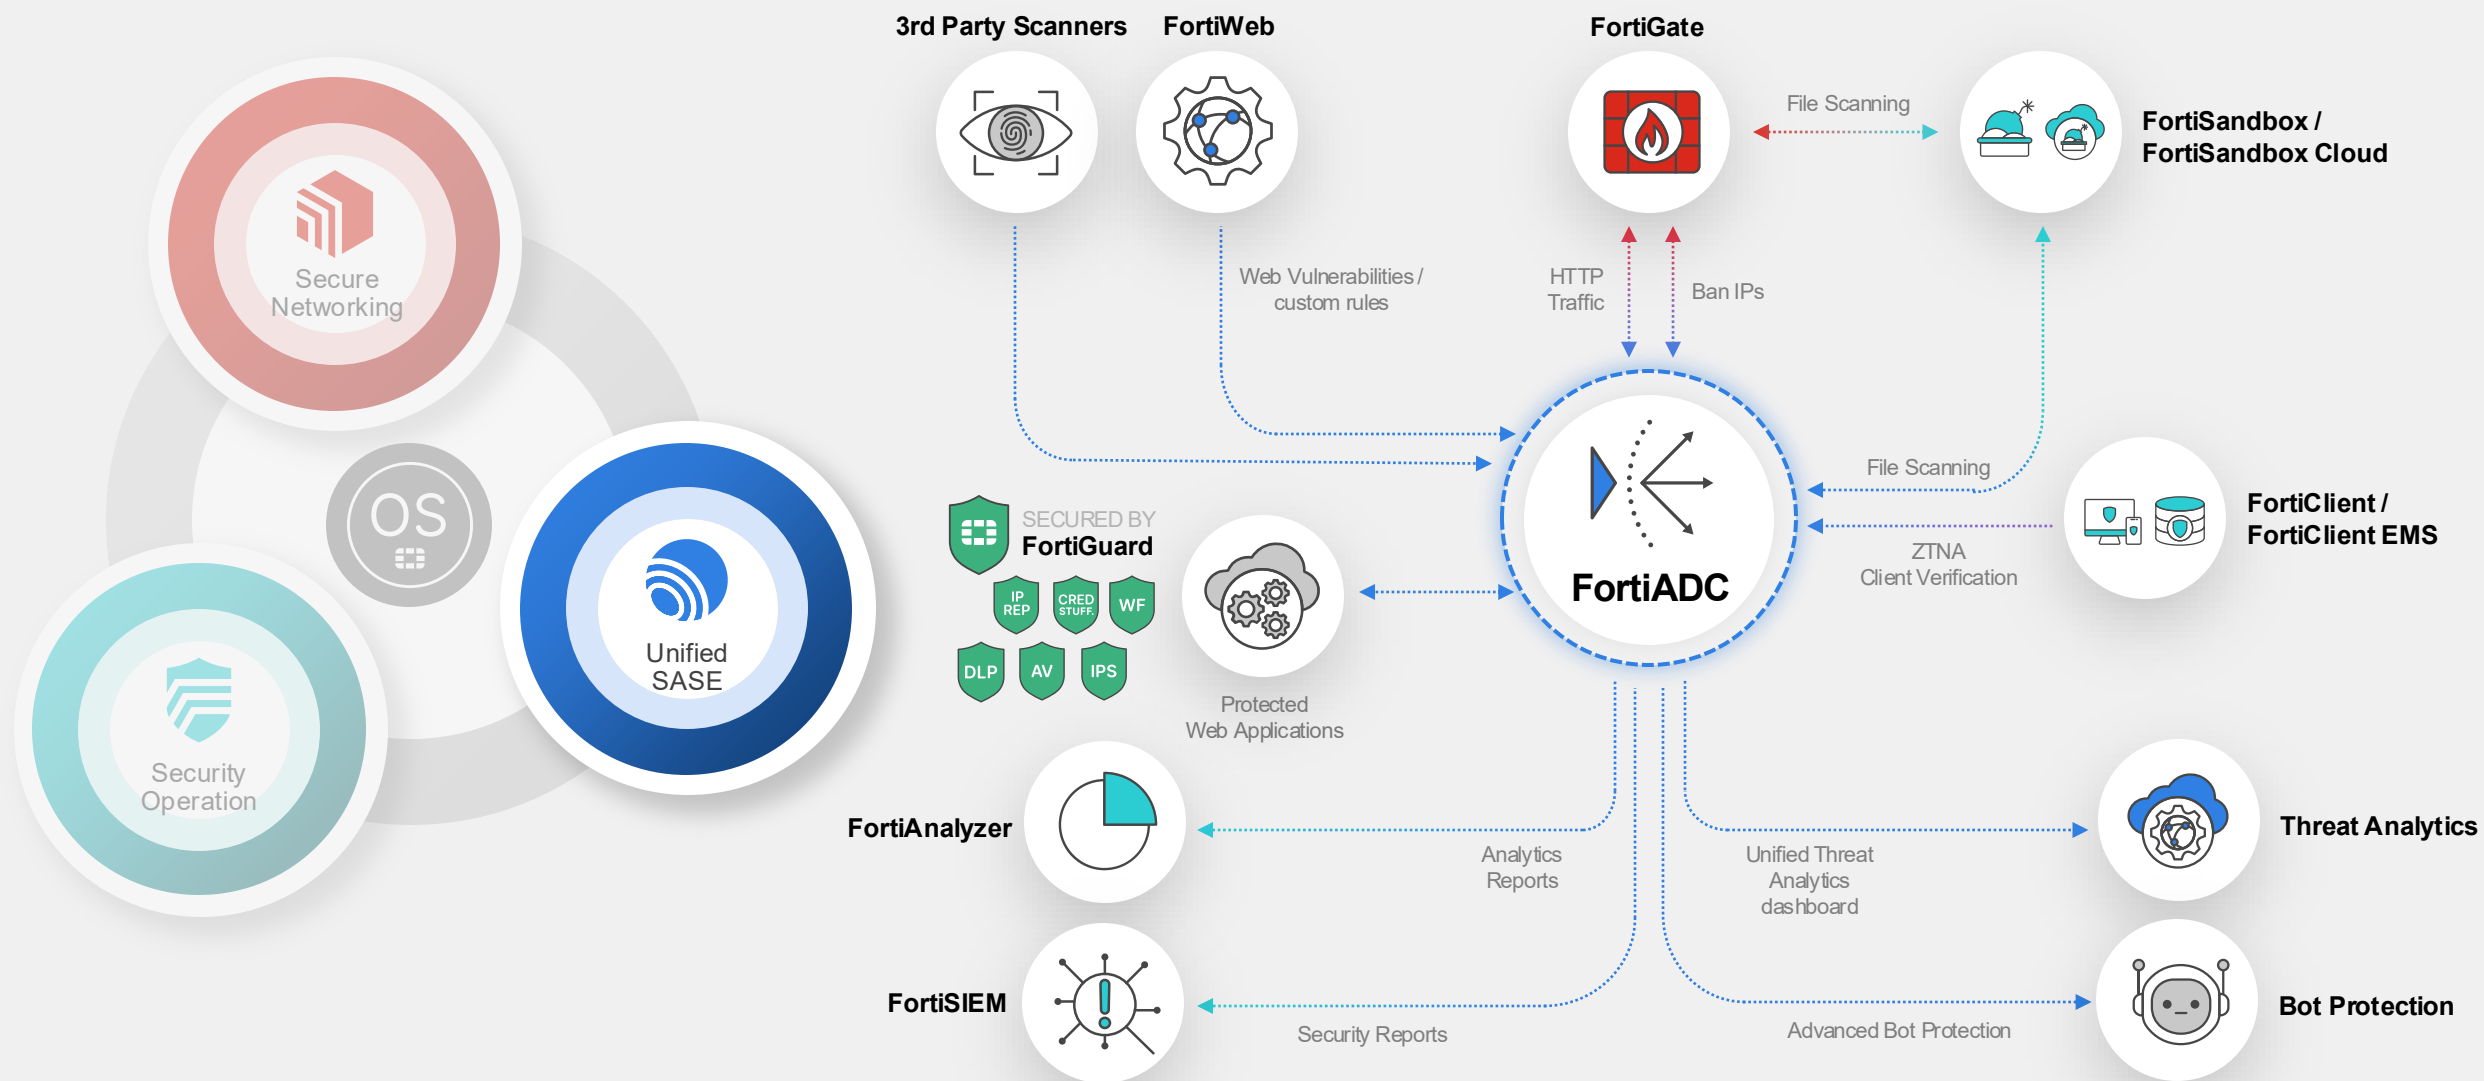 3rd Party Scanners
FortiWeb
FortiGate
File Scanning
FortiSandbox /
FortiSandbox Cloud
Secure
Networking
Web Vulnerabilities /
custom rules
HTTP
Traffic
Ban IPs
OS
Unified
SASE
Security
Operation
SECURED BY
FortiGuard
IP
REP
CRED
STUFF.
WF
DLP
AV
IPS
Protected
Web Applications
FortiADC
File Scanning
ZTNA
Client Verification
FortiClient /
FortiClient EMS
FortiAnalyzer
Analytics
Reports
Unified Threat
Analytics
dashboard
Threat Analytics
FortiSIEM
Security Reports
Advanced Bot Protection
Bot Protection